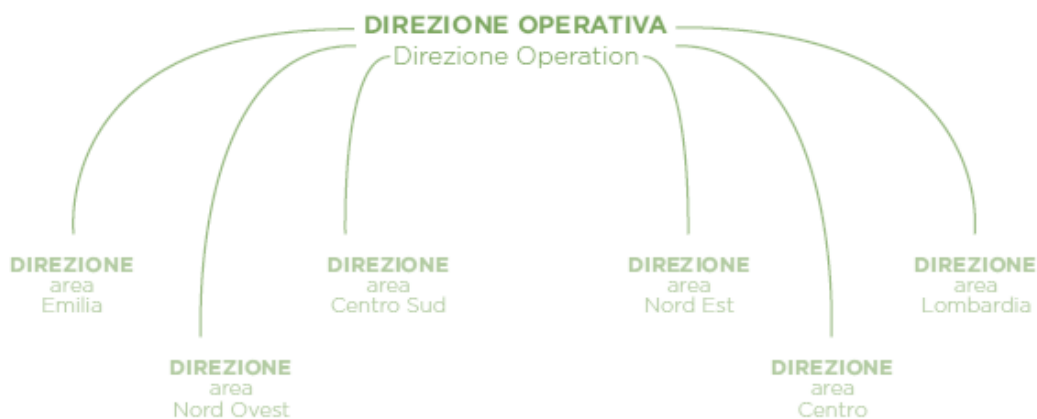 DIREZIONE OPERATIVA
Direzione Operation
DIREZIONE
area
Emilia
DIREZIONE
area
Centro Sud
DIREZIONE
area
Nord Est
DIREZIONE
area
Lombardia
DIREZIONE
area
Nord Ovest
DIREZIONE
area
Centro